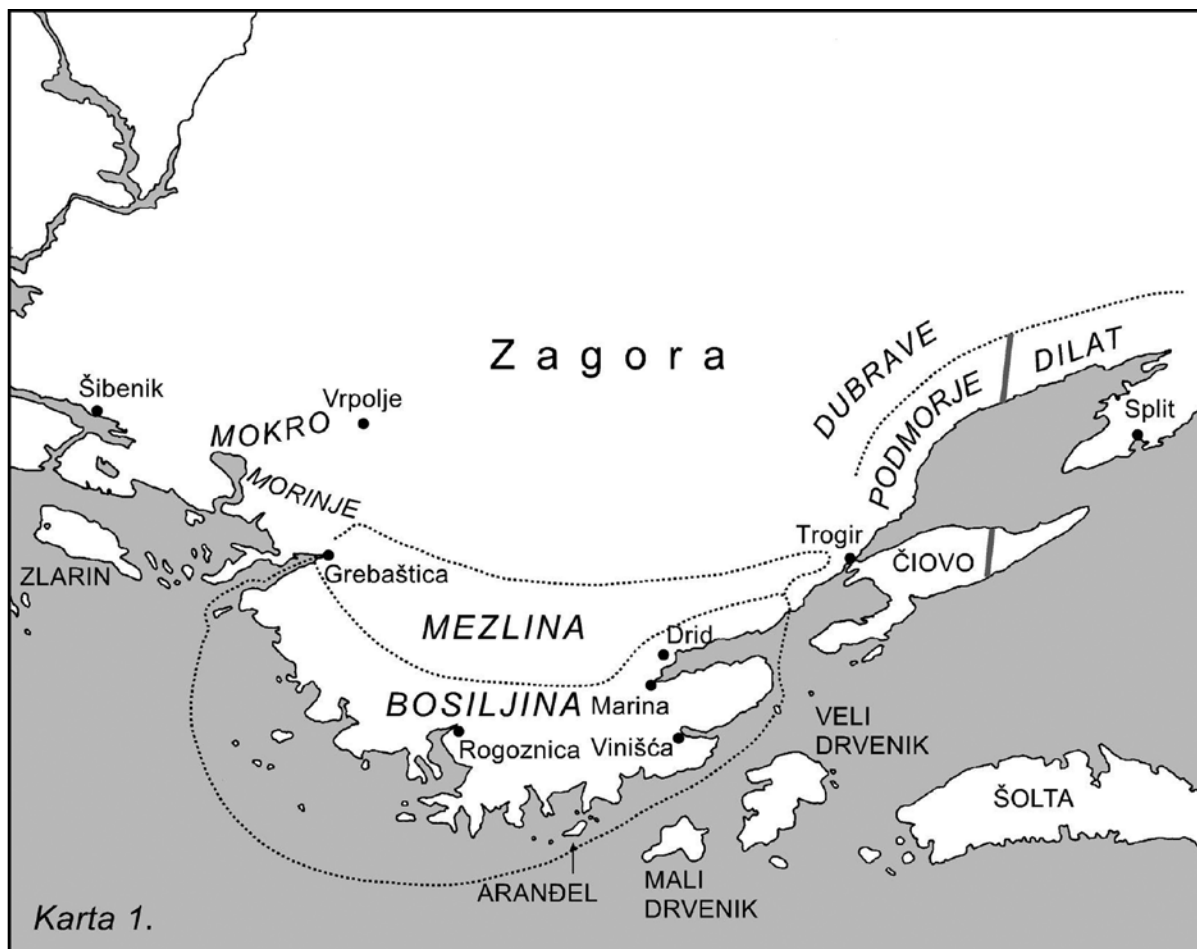 Zagora
DUBRAVE
PODMORJE
DILAT
Split
Šibenik
MOKRO
Vrpolje
MORINJE
ZLARIN
Grebaštica
Trogir
ČIOVO
MEZLINA
Drid
BOSILJINA
Marina
Rogoznica
Vinišća
VELI
DRVENIK
ŠOLTA
ARANĐEL
MALI
DRVENIK
Karta 1.